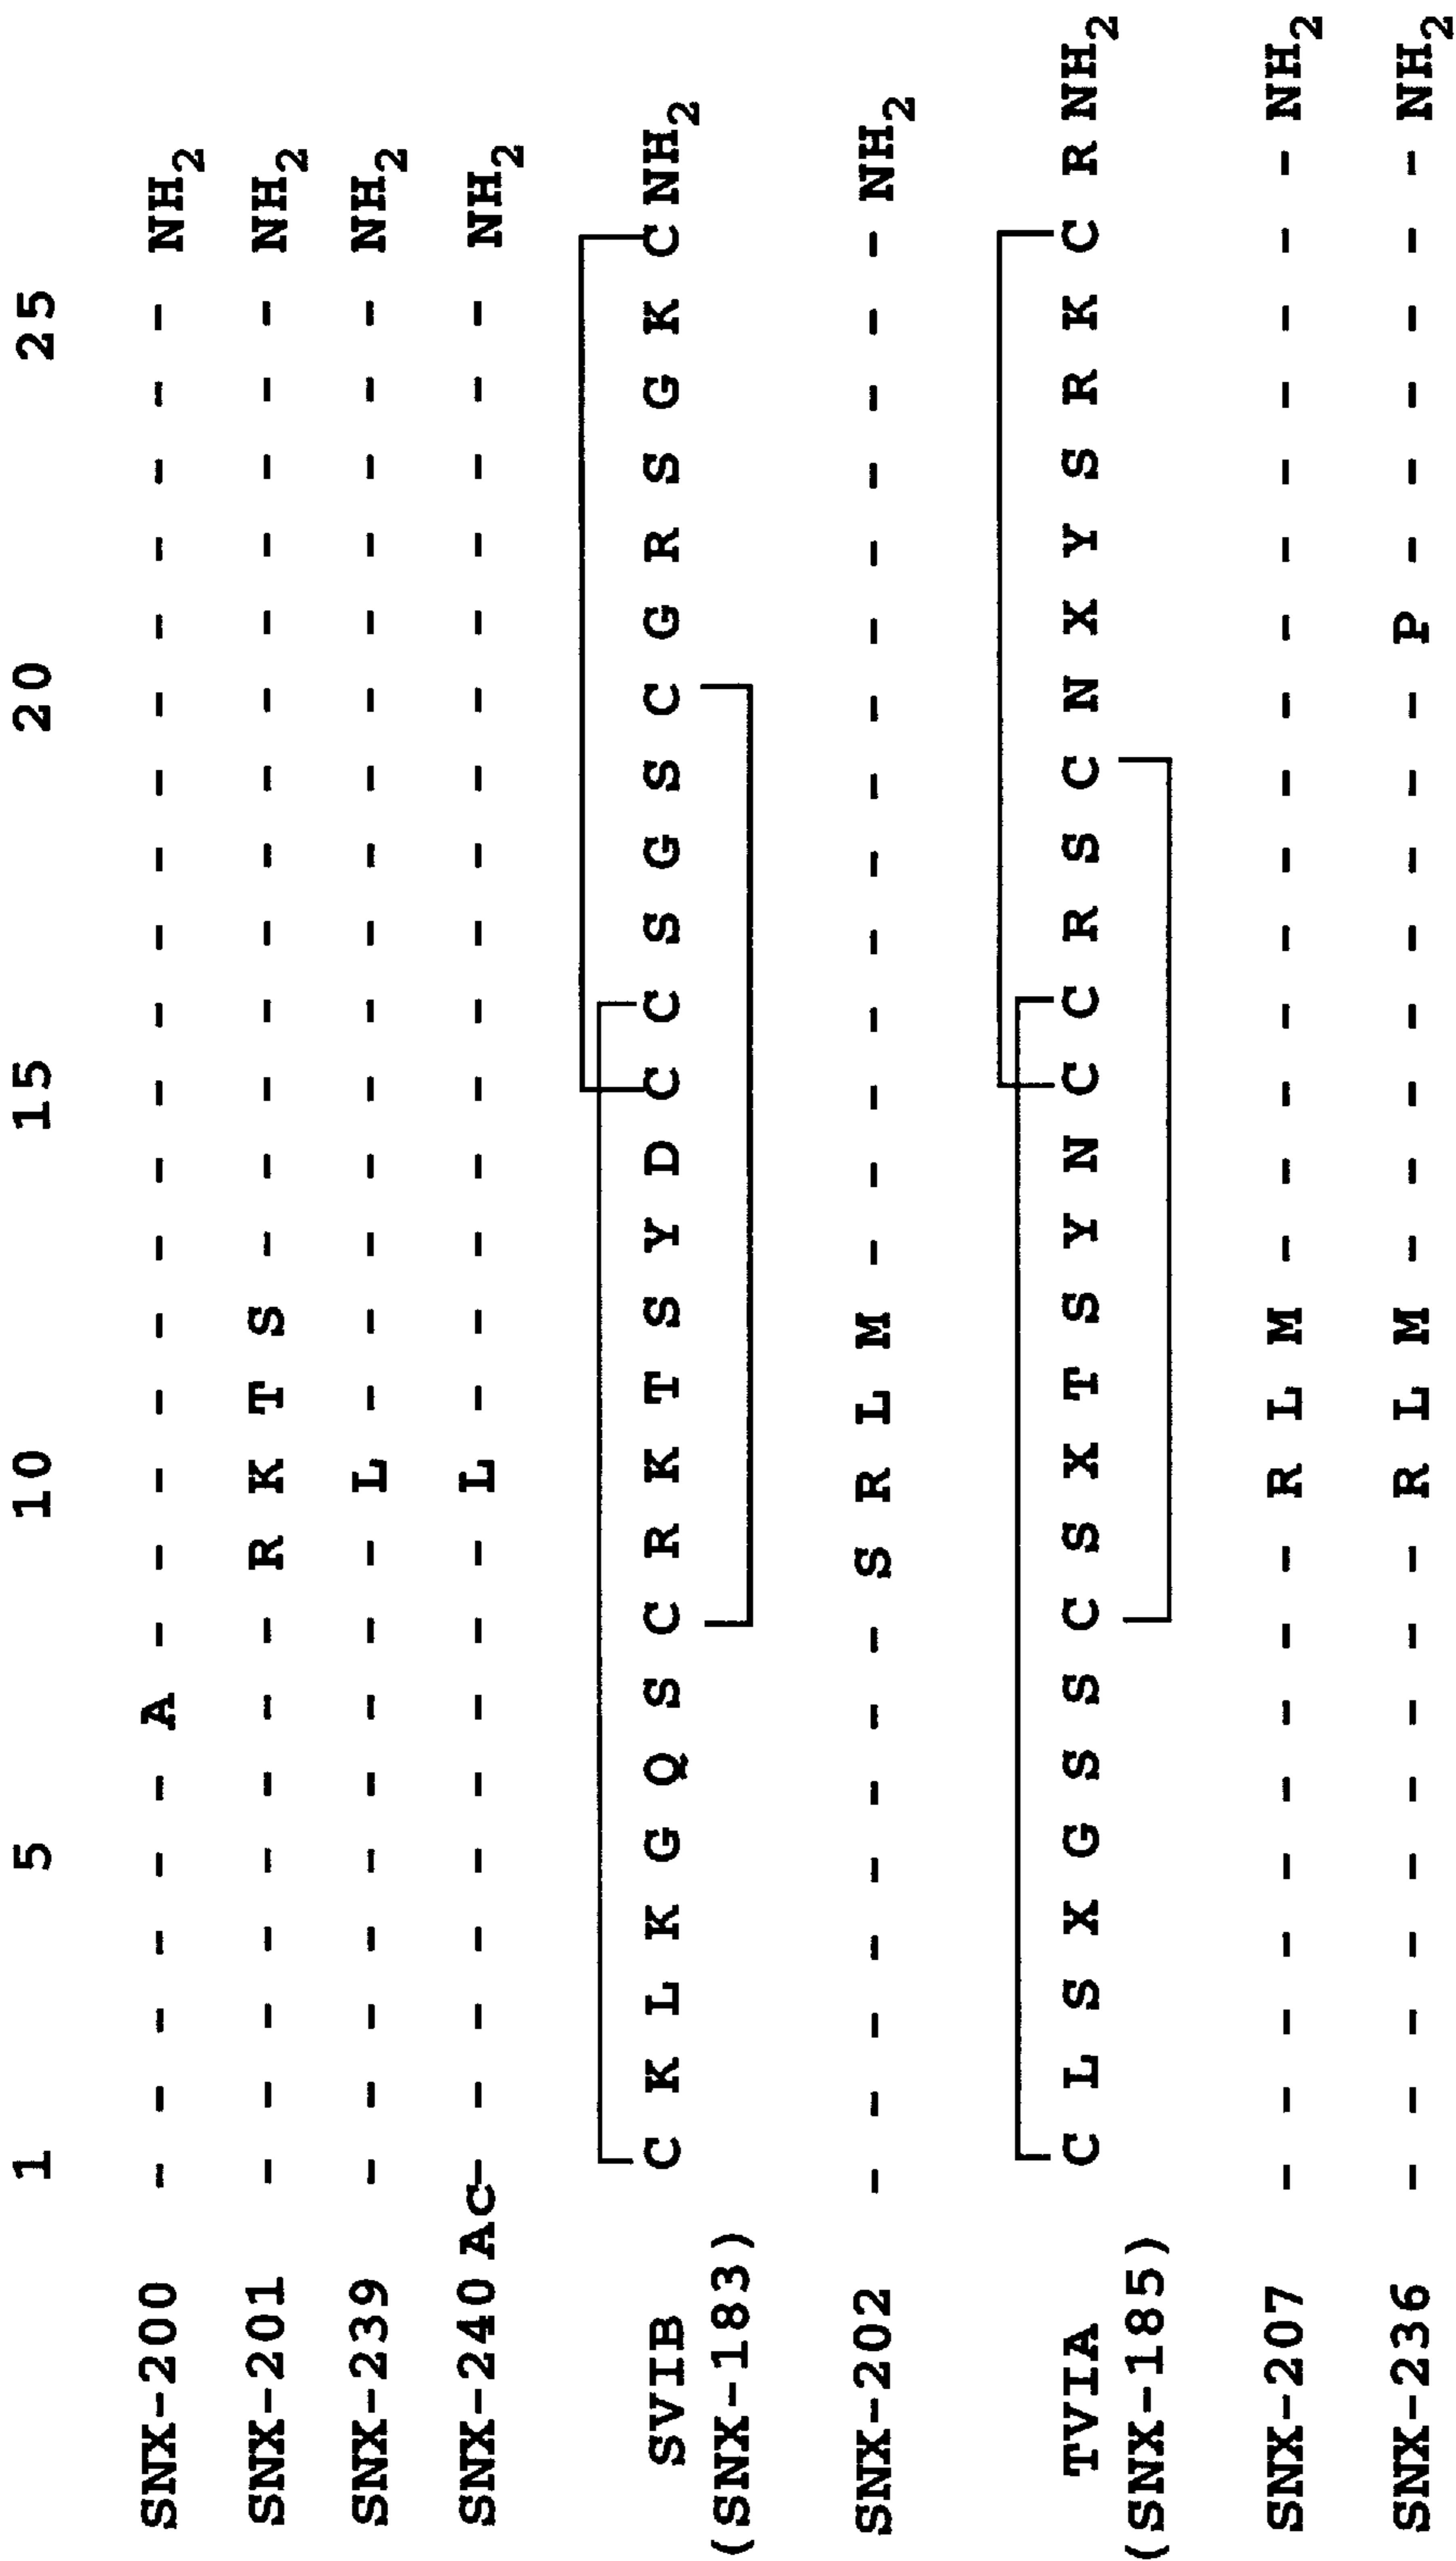 1 5 10 15 20 25
SNX-200 - - - - - - A - - - - - - - - - - - - - - - - - - NH₂
SNX-201 - - - - - - - - R K T S - - - - - - - - - - - - - NH₂
SNX-239 - - - - - - - - - L - - - - - - - - - - - - - - - NH₂
SNX-240 AC- - - - - - - - - L - - - - - - - - - - - - - - - NH₂
SVIB C K L K G Q S C R K T S Y D C C S G S C G R S G K C NH₂
(SNX-183)
SNX-202 - - - - - - - - S R L M - - - - - - - - - - - - - - NH₂
TVIA C L S X G S S C S X T S Y N C C R S C N X Y S R K C R NH₂
(SNX-185)
SNX-207 - - - - - - - - - R L M - - - - - - - - - - - - - - - NH₂
SNX-236 - - - - - - - - - R L M - - - - - - - - P - - - - - - NH₂